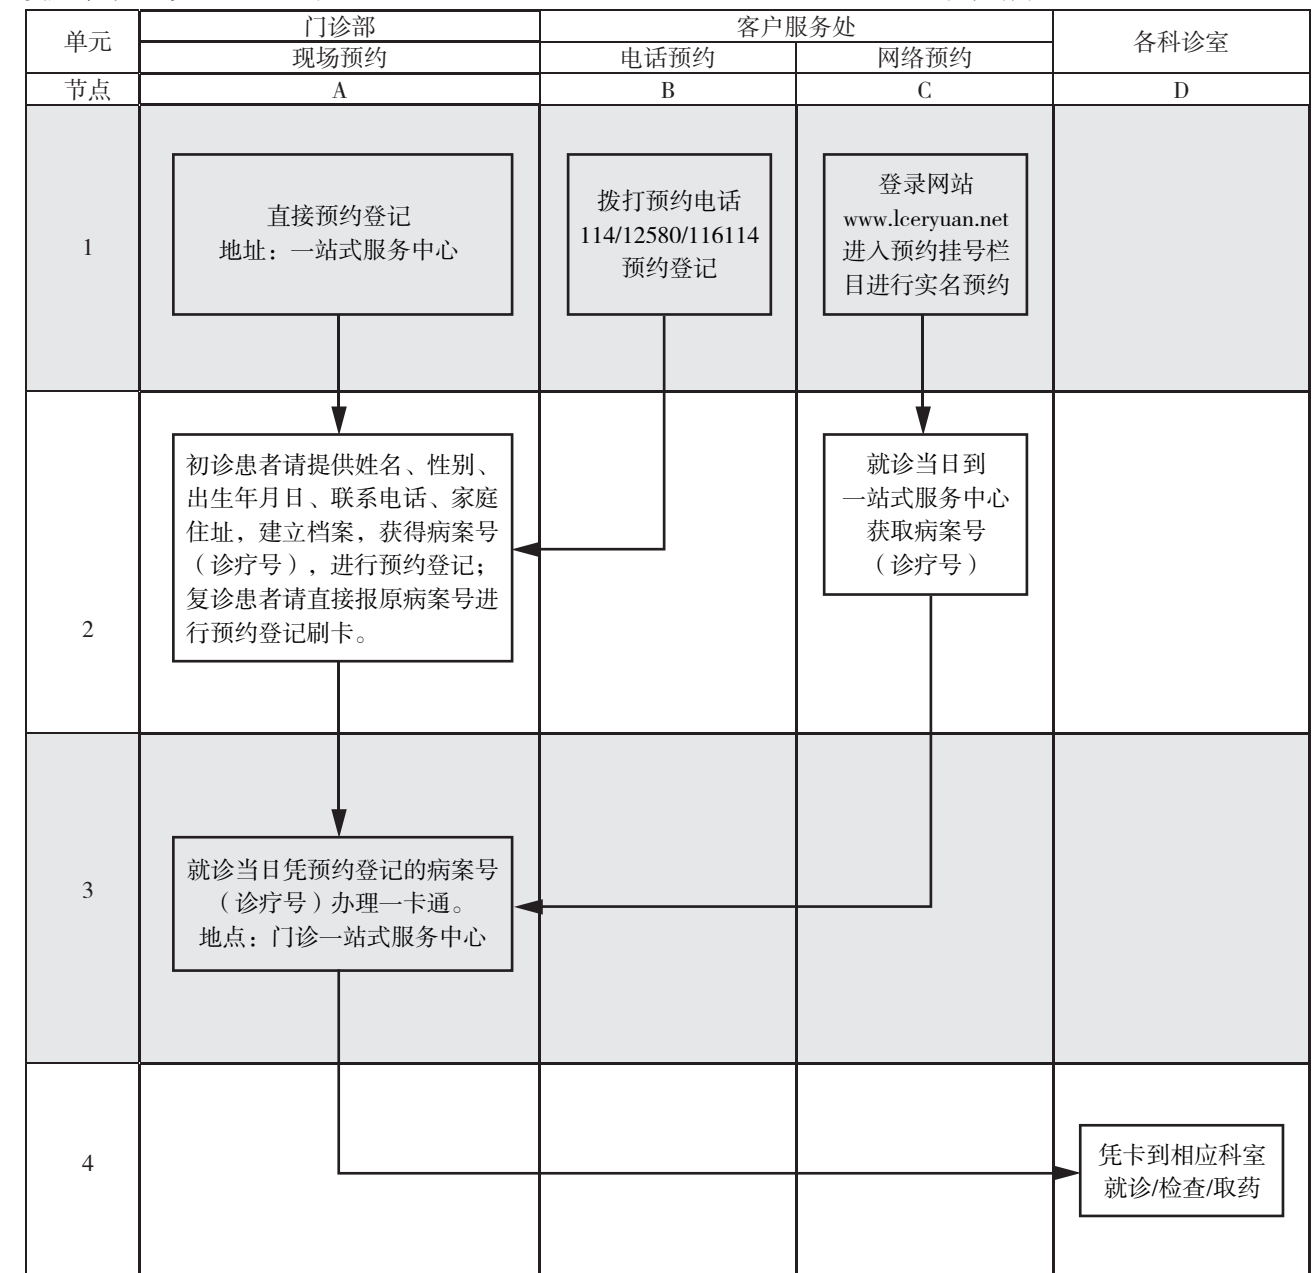 单元
门诊部
客户服务处
各科诊室
现场预约
电话预约
网络预约
节点
A
B
C
D
1
直接预约登记
地址：一站式服务中心
拨打预约电话
114/12580/116114
预约登记
登录网站
www.lceryuan.net
进入预约挂号栏
目进行实名预约
2
初诊患者请提供姓名、性别、
出生年月日、联系电话、家庭
住址，建立档案，获得病案号
（诊疗号），进行预约登记；
复诊患者请直接报原病案号进
行预约登记刷卡。
就诊当日到
一站式服务中心
获取病案号
（诊疗号）
3
就诊当日凭预约登记的病案号
（诊疗号）办理一卡通。
地点：门诊一站式服务中心
4
凭卡到相应科室
就诊/检查/取药